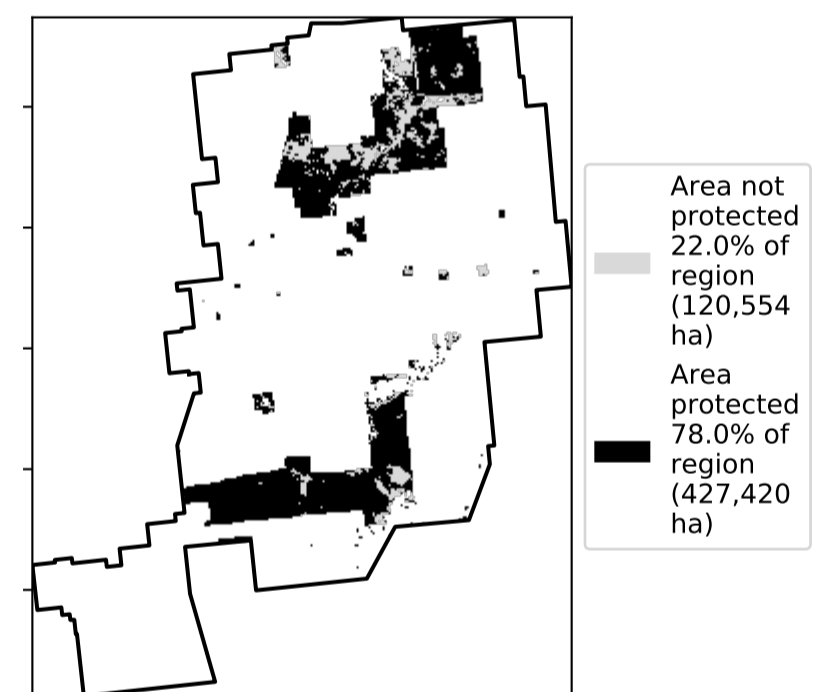 Area not
protected
22.0% of
region
(120,554
ha)
Area
protected
78.0% of
region
(427,420
ha)